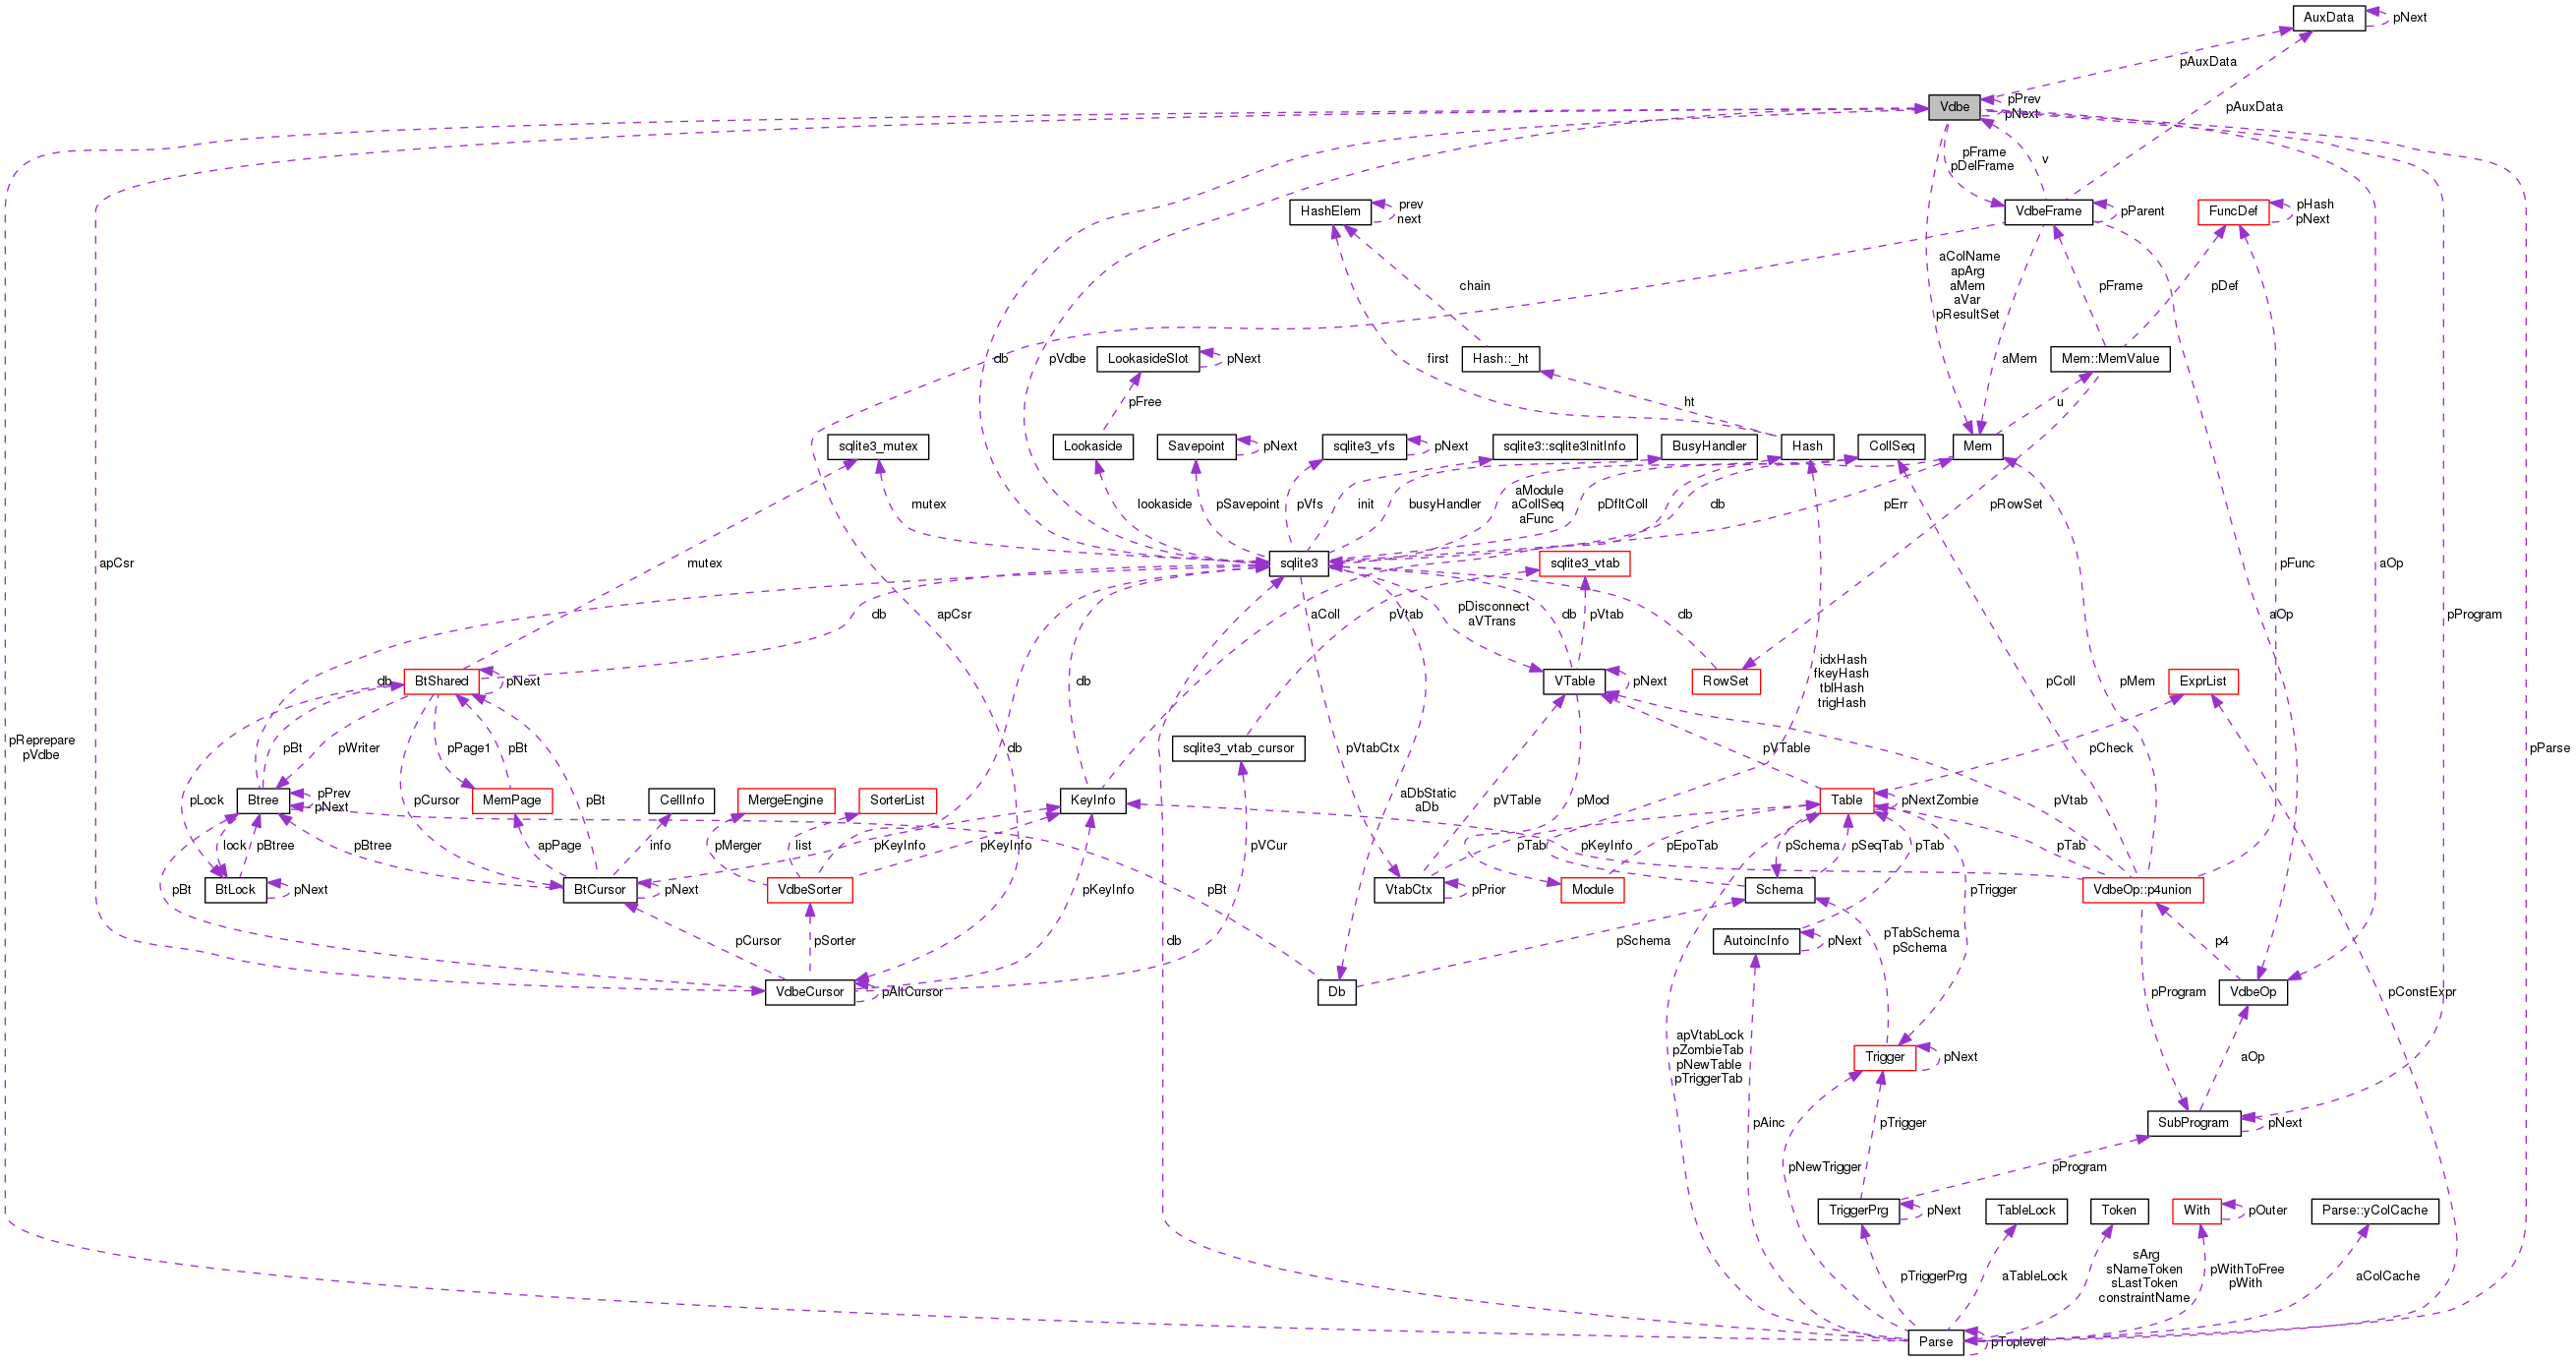 AuxData
pNext
pAuxData
Vdbe
pPrev
pNext
pAuxData
pFrame
pDelFrame
v
HashElem
prev
next
VdbeFrame
pParent
FuncDef
pHash
pNext
aColName
apArg
aMem
aVar
pResultSet
chain
pFrame
pDef
db
pVdbe
LookasideSlot
pNext
first
Hash::_ht
aMem
Mem::MemValue
pFree
ht
u
sqlite3_mutex
Lookaside
Savepoint
pNext
sqlite3_vfs
pNext
sqlite3::sqlite3InitInfo
BusyHandler
Hash
CollSeq
Mem
mutex
lookaside
pSavepoint
pVfs
init
busyHandler
aModule
aCollSeq
aFunc
pDfltColl
db
pErr
pRowSet
apCsr
mutex
sqlite3
sqlite3_vtab
pFunc
aOp
db
apCsr
aColl
pVtab
pDisconnect
aVTrans
db
pVtab
db
aOp
pProgram
db
BtShared
pNext
db
VTable
pNext
RowSet
idxHash
fkeyHash
tblHash
trigHash
pColl
pMem
ExprList
pReprepare
pVdbe
pBt
pWriter
pPage1
pBt
db
sqlite3_vtab_cursor
pVtabCtx
pVTable
pCheck
pParse
pLock
Btree
pPrev
pNext
pCursor
MemPage
pBt
CellInfo
MergeEngine
SorterList
KeyInfo
aDbStatic
aDb
pVTable
pMod
Table
pNextZombie
pVtab
lock
pBtree
pBtree
apPage
info
pMerger
list
pKeyInfo
pKeyInfo
pVCur
pTab
pEpoTab
pKeyInfo
pSchema
pSeqTab
pTab
pTab
pBt
BtLock
pNext
BtCursor
pNext
VdbeSorter
pKeyInfo
pBt
VtabCtx
pPrior
Module
Schema
pTrigger
VdbeOp::p4union
pCursor
pSorter
db
pSchema
AutoincInfo
pNext
pTabSchema
pSchema
p4
VdbeCursor
pAltCursor
Db
pProgram
VdbeOp
pConstExpr
apVtabLock
pZombieTab
pNewTable
pTriggerTab
Trigger
pNext
aOp
pAinc
pTrigger
SubProgram
pNext
pNewTrigger
pProgram
TriggerPrg
pNext
TableLock
Token
With
pOuter
Parse::yColCache
pTriggerPrg
aTableLock
sArg
sNameToken
sLastToken
constraintName
pWithToFree
pWith
aColCache
Parse
pToplevel